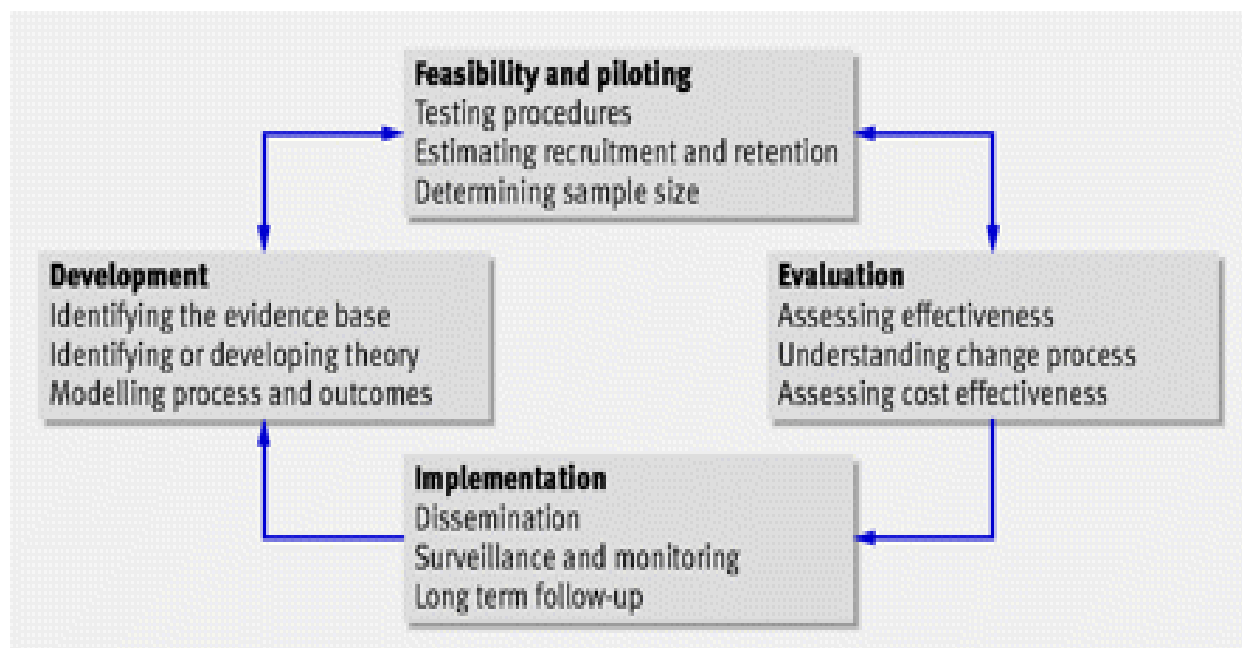 Feasibility and piloting
Testing procedures
Estimating recruitment and retention
Determining sample size
Development
Identifying the evidence base
Identifying or developing theory
Modelling process and outcomes
Evaluation
Assessing effectiveness
Understanding change process
Assessing cost effectiveness
Implementation
Dissemination
Surveillance and monitoring
Long term follow-up